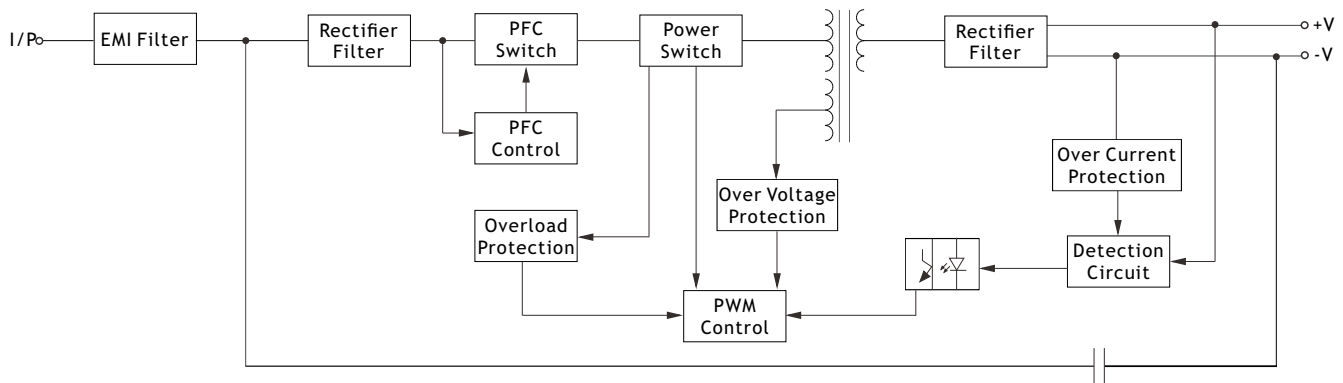 I/P
EMI Filter
Rectifier
Filter
PFC
Switch
Power
Switch
Rectifier
Filter
+V
-V
PFC
Control
Over Current
Protection
Over Voltage
Protection
Overload
Protection
Detection
Circuit
PWM
Control